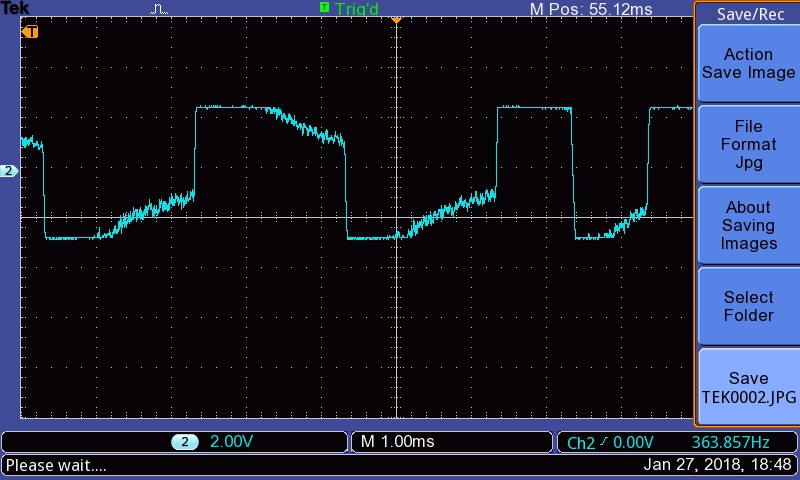 Tek
T Trig'd
M Pos: 55.12ms
Save/Rec
T
Action
Save Image
File
Format
Jpg
2
About
Saving
Images
Select
Folder
Save
TEK0002.JPG
2 2.00V
M 1.00ms
Ch2 / 0.00V 363.857Hz
Please wait....
Jan 27, 2018, 18:48